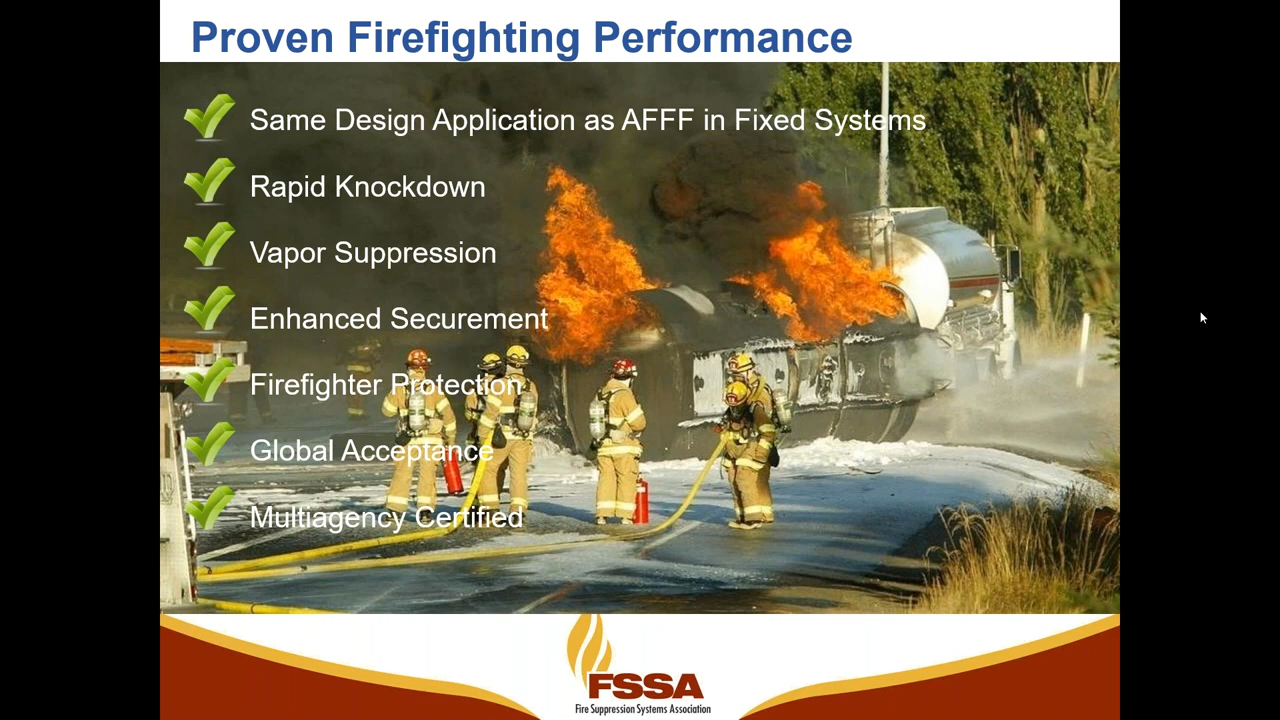 Proven Firefighting Performance
Same Design Application as AFFF in Fixed Systems
Rapid Knockdown
Vapor Suppression
Enhanced Securement
Firefighter Protection
Global Acceptance
Multiagency Certified
FSSA
Fire Suppression Systems Association